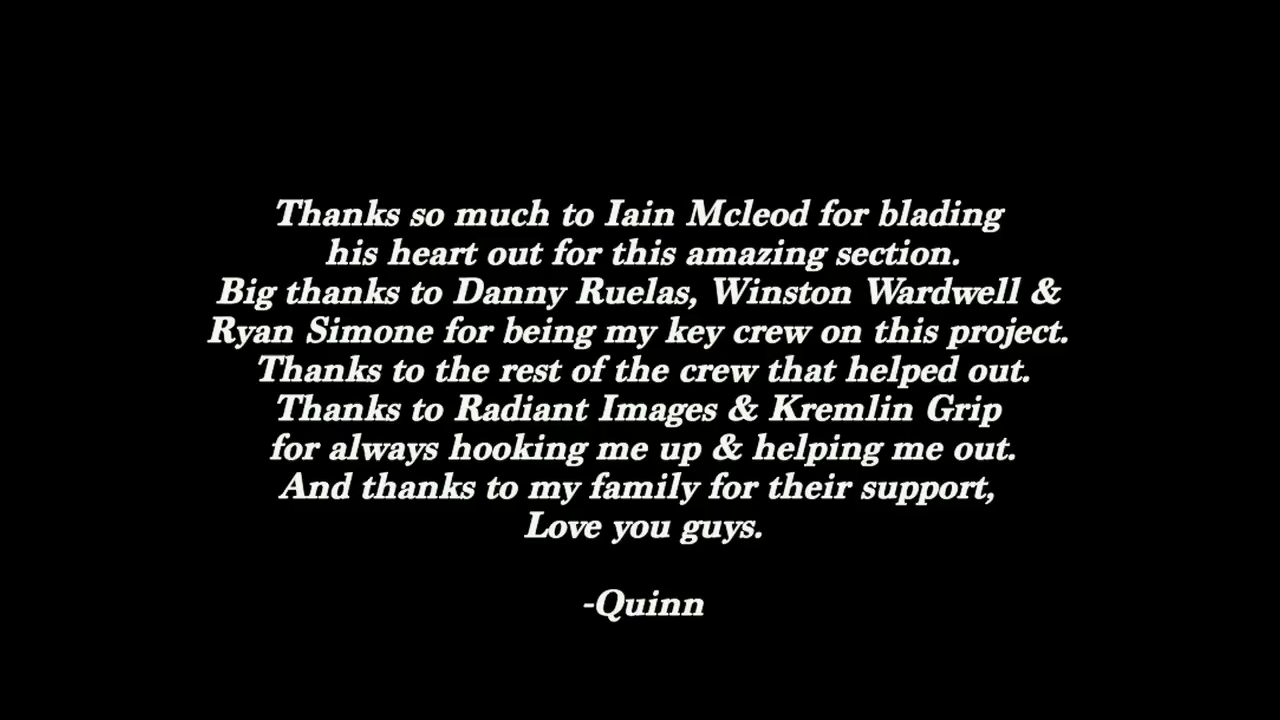 Thanks so much to Iain Mcleod for blading
his heart out for this amazing section.
Big thanks to Danny Ruelas, Winston Wardwell &
Ryan Simone for being my key crew on this project.
Thanks to the rest of the crew that helped out.
Thanks to Radiant Images & Kremlin Grip
for always hooking me up & helping me out.
And thanks to my family for their support,
Love you guys.
-Quinn